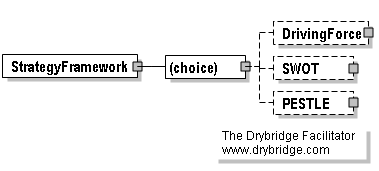 DrivingForce
StrategyFramework
(choice)
SWOT
PESTLE
The Drybridge Facilitator
www.drybridge.com